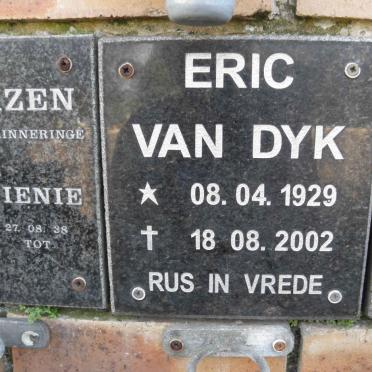 ZEN
INNERINGE
IENIE
27. 08. 38
TOT
ERIC
VAN DYK
★ 08. 04. 1929
✝ 18 08. 2002
RUS IN VREDE